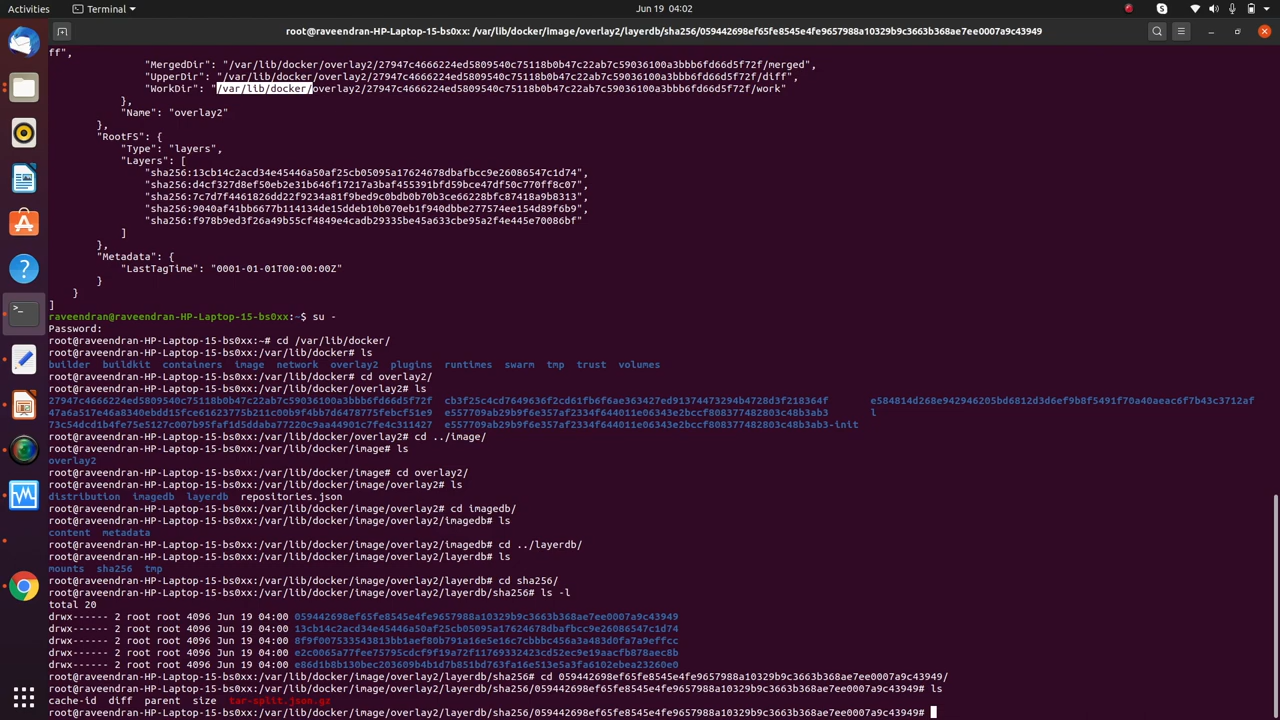 Activities
Terminal
Jun 19 04:02
root@raveendran-HP-Laptop-15-bs0xx: /var/lib/docker/image/overlay2/layerdb/sha256/059442698ef65fe8545e4fe9657988a10329b9c3663b368ae7ee0007a9c43949
ff",
"MergedDir": "/var/lib/docker/overlay2/27947c4666224ed5809540c75118b0b47c22ab7c59036100a3bbb6fd66d5f72f/merged",
"UpperDir": "/var/lib/docker/overlay2/27947c4666224ed5809540c75118b0b47c22ab7c59036100a3bbb6fd66d5f72f/diff",
"WorkDir": "/var/lib/docker/overlay2/27947c4666224ed5809540c75118b0b47c22ab7c59036100a3bbb6fd66d5f72f/work"
},
"Name": "overlay2"
},
"RootFS": {
"Type": "layers",
"Layers": [
"sha256:13cb14c2acd34e45446a50af25cb05095a17624678dbafbcc9e26086547c1d74",
"sha256:d4cf327d8ef50eb2e31b646f17217a3baf455391bfd59bce47df50c770ff8c07",
"sha256:7c7d7f4461826dd22f9234a81f9bed9c0bdb0b70b3ce66228bfc87418a9b8313",
"sha256:9040af41bb6677b114134de15ddeb10b070eb1f940dbbe277574ee154d89f6b9",
"sha256:f978b9ed3f26a49b55cf4849e4cadb29335be45a633cbe95a2f4e445e70086bf"
]
},
"Metadata": {
"LastTagTime": "0001-01-01T00:00:00Z"
}
}
]
raveendran@raveendran-HP-Laptop-15-bs0xx:~$ su -
Password:
root@raveendran-HP-Laptop-15-bs0xx:~# cd /var/lib/docker/
root@raveendran-HP-Laptop-15-bs0xx:/var/lib/docker# ls
builder buildkit containers image network overlay2 plugins runtimes swarm tmp trust volumes
root@raveendran-HP-Laptop-15-bs0xx:/var/lib/docker# cd overlay2/
root@raveendran-HP-Laptop-15-bs0xx:/var/lib/docker/overlay2# ls
27947c4666224ed5809540c75118b0b47c22ab7c59036100a3bbb6fd66d5f72f cb3f25c4cd7649636f2cd61fb6f6ae363427ed91374473294b4728d3f218364f e584814d268e942946205bd6812d3d6ef9b8f5491f70a40aeac6f7b43c3712af
47a6a517e46a8340ebdd15fce61623775b211c00b9f4bb7d6478775febcf51e9 e557709ab29b9f6e357af2334f644011e06343e2bccf808377482803c48b3ab3 l
73c54dcd1b4fe75e5127c007b95faf1d5ddaba77220c9aa44901c7fe4c311427 e557709ab29b9f6e357af2334f644011e06343e2bccf808377482803c48b3ab3-init
root@raveendran-HP-Laptop-15-bs0xx:/var/lib/docker/overlay2# cd ../image/
root@raveendran-HP-Laptop-15-bs0xx:/var/lib/docker/image# ls
overlay2
root@raveendran-HP-Laptop-15-bs0xx:/var/lib/docker/image# cd overlay2/
root@raveendran-HP-Laptop-15-bs0xx:/var/lib/docker/image/overlay2# ls
distribution imagedb layerdb repositories.json
root@raveendran-HP-Laptop-15-bs0xx:/var/lib/docker/image/overlay2# cd imagedb/
root@raveendran-HP-Laptop-15-bs0xx:/var/lib/docker/image/overlay2/imagedb# ls
content metadata
root@raveendran-HP-Laptop-15-bs0xx:/var/lib/docker/image/overlay2/imagedb# cd ../layerdb/
root@raveendran-HP-Laptop-15-bs0xx:/var/lib/docker/image/overlay2/layerdb# ls
mounts sha256 tmp
root@raveendran-HP-Laptop-15-bs0xx:/var/lib/docker/image/overlay2/layerdb# cd sha256/
root@raveendran-HP-Laptop-15-bs0xx:/var/lib/docker/image/overlay2/layerdb/sha256# ls -l
total 20
drwx------ 2 root root 4096 Jun 19 04:00 059442698ef65fe8545e4fe9657988a10329b9c3663b368ae7ee0007a9c43949
drwx------ 2 root root 4096 Jun 19 04:00 13cb14c2acd34e45446a50af25cb05095a17624678dbafbcc9e26086547c1d74
drwx------ 2 root root 4096 Jun 19 04:00 8f9f007533543813bb1aef80b791a16e5e16c7cbbbc456a3a483d0fa7a9effcc
drwx------ 2 root root 4096 Jun 19 04:00 e2c0065a77fee75795cdcf9f19a72f11769332423cd52ec9e19aacfb878aec8b
drwx------ 2 root root 4096 Jun 19 04:00 e86d1b8b130bec203609b4b1d7b851bd763fa16e513e5a3fa6102ebea23260e0
root@raveendran-HP-Laptop-15-bs0xx:/var/lib/docker/image/overlay2/layerdb/sha256# cd 059442698ef65fe8545e4fe9657988a10329b9c3663b368ae7ee0007a9c43949/
root@raveendran-HP-Laptop-15-bs0xx:/var/lib/docker/image/overlay2/layerdb/sha256/059442698ef65fe8545e4fe9657988a10329b9c3663b368ae7ee0007a9c43949# ls
cache-id diff parent size tar-split.json.gz
root@raveendran-HP-Laptop-15-bs0xx:/var/lib/docker/image/overlay2/layerdb/sha256/059442698ef65fe8545e4fe9657988a10329b9c3663b368ae7ee0007a9c43949#